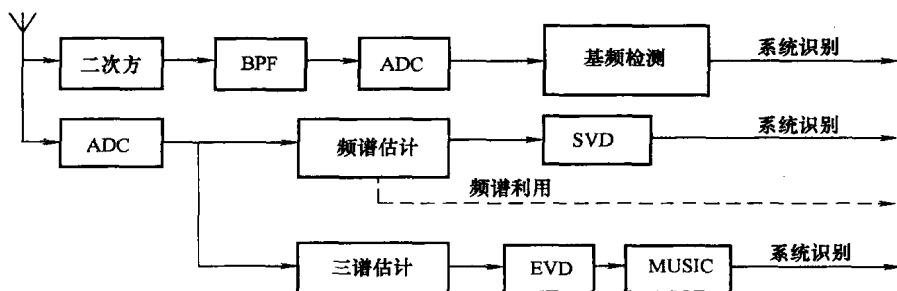 二次方
BPF
ADC
基频检测
系统识别
ADC
频谱估计
SVD
系统识别
频谱利用
三谱估计
EVD
MUSIC
系统识别